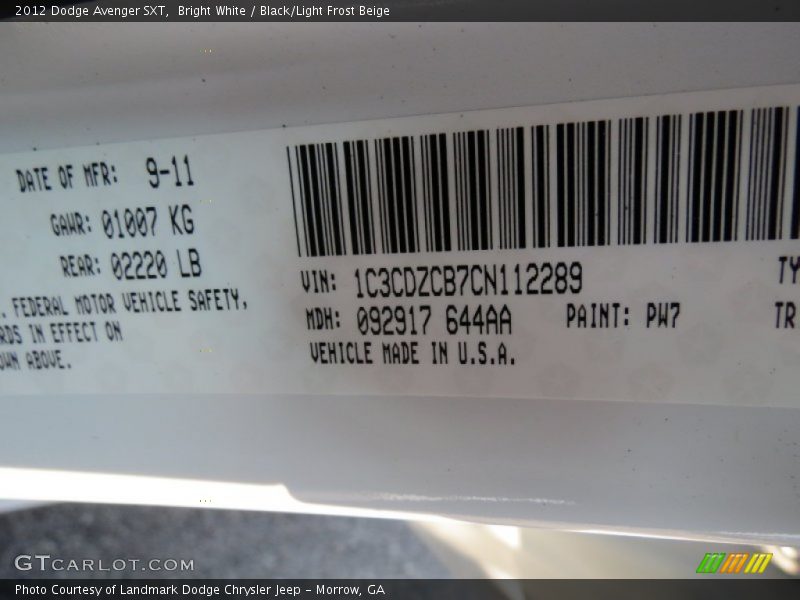 2012 Dodge Avenger SXT, Bright White / Black/Light Frost Beige
DATE OF MFR: 9-11
GAWR: 01007 KG
REAR: 02220 LB
. FEDERAL MOTOR VEHICLE SAFETY,
IN EFFECT ON
ABOVE.
VIN: 1C3CDZCB7CN112289
MDH: 092917 644AA PAINT: PW7
VEHICLE MADE IN U.S.A.
TY
TR
GTCARLOT.COM
Photo Courtesy of Landmark Dodge Chrysler Jeep - Morrow, GA